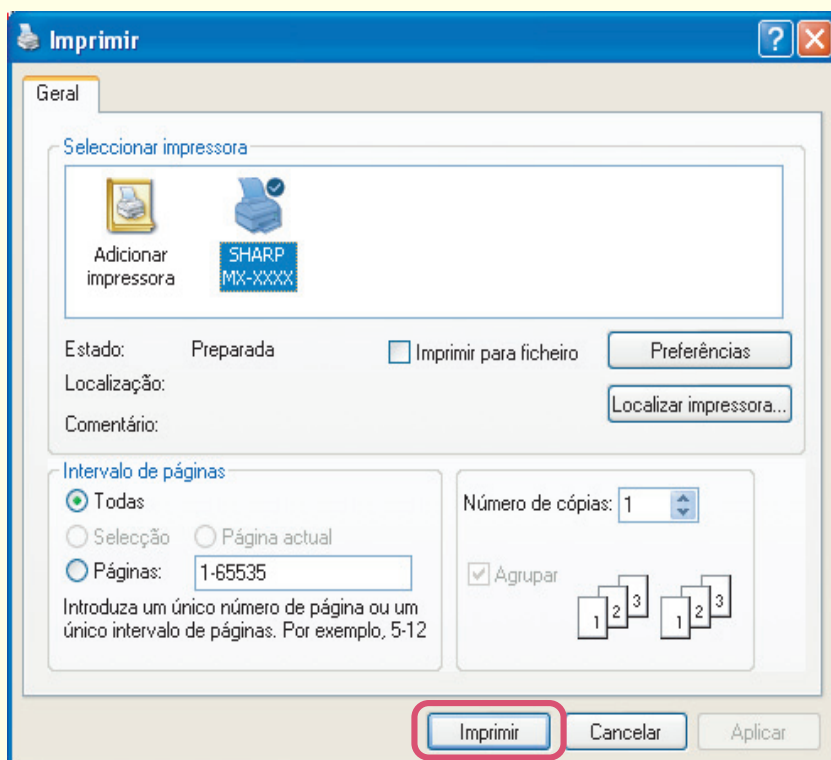 Imprimir
Geral
Seleccionar impressora
Adicionar
impressora
SHARP
MX-XXXX
Estado: Preparada
Imprimir para ficheiro
Preferências
Localização:
Localizar impressora...
Comentário:
Intervalo de páginas
Todas
Selecção
Página actual
Páginas: 1-65535
Introduza um único número de página ou um
único intervalo de páginas. Por exemplo, 5-12
Número de cópias: 1
Agrupar
1 2 3 1 2 3
Imprimir
Cancelar
Aplicar